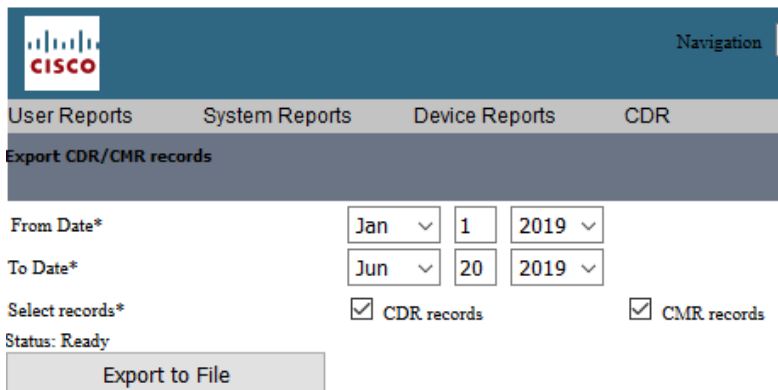 CISCO
Navigation
User Reports System Reports Device Reports CDR
Export CDR/CMR records
From Date* Jan 1 2019
To Date* Jun 20 2019
Select records* CDR records CMR records
Status: Ready
Export to File